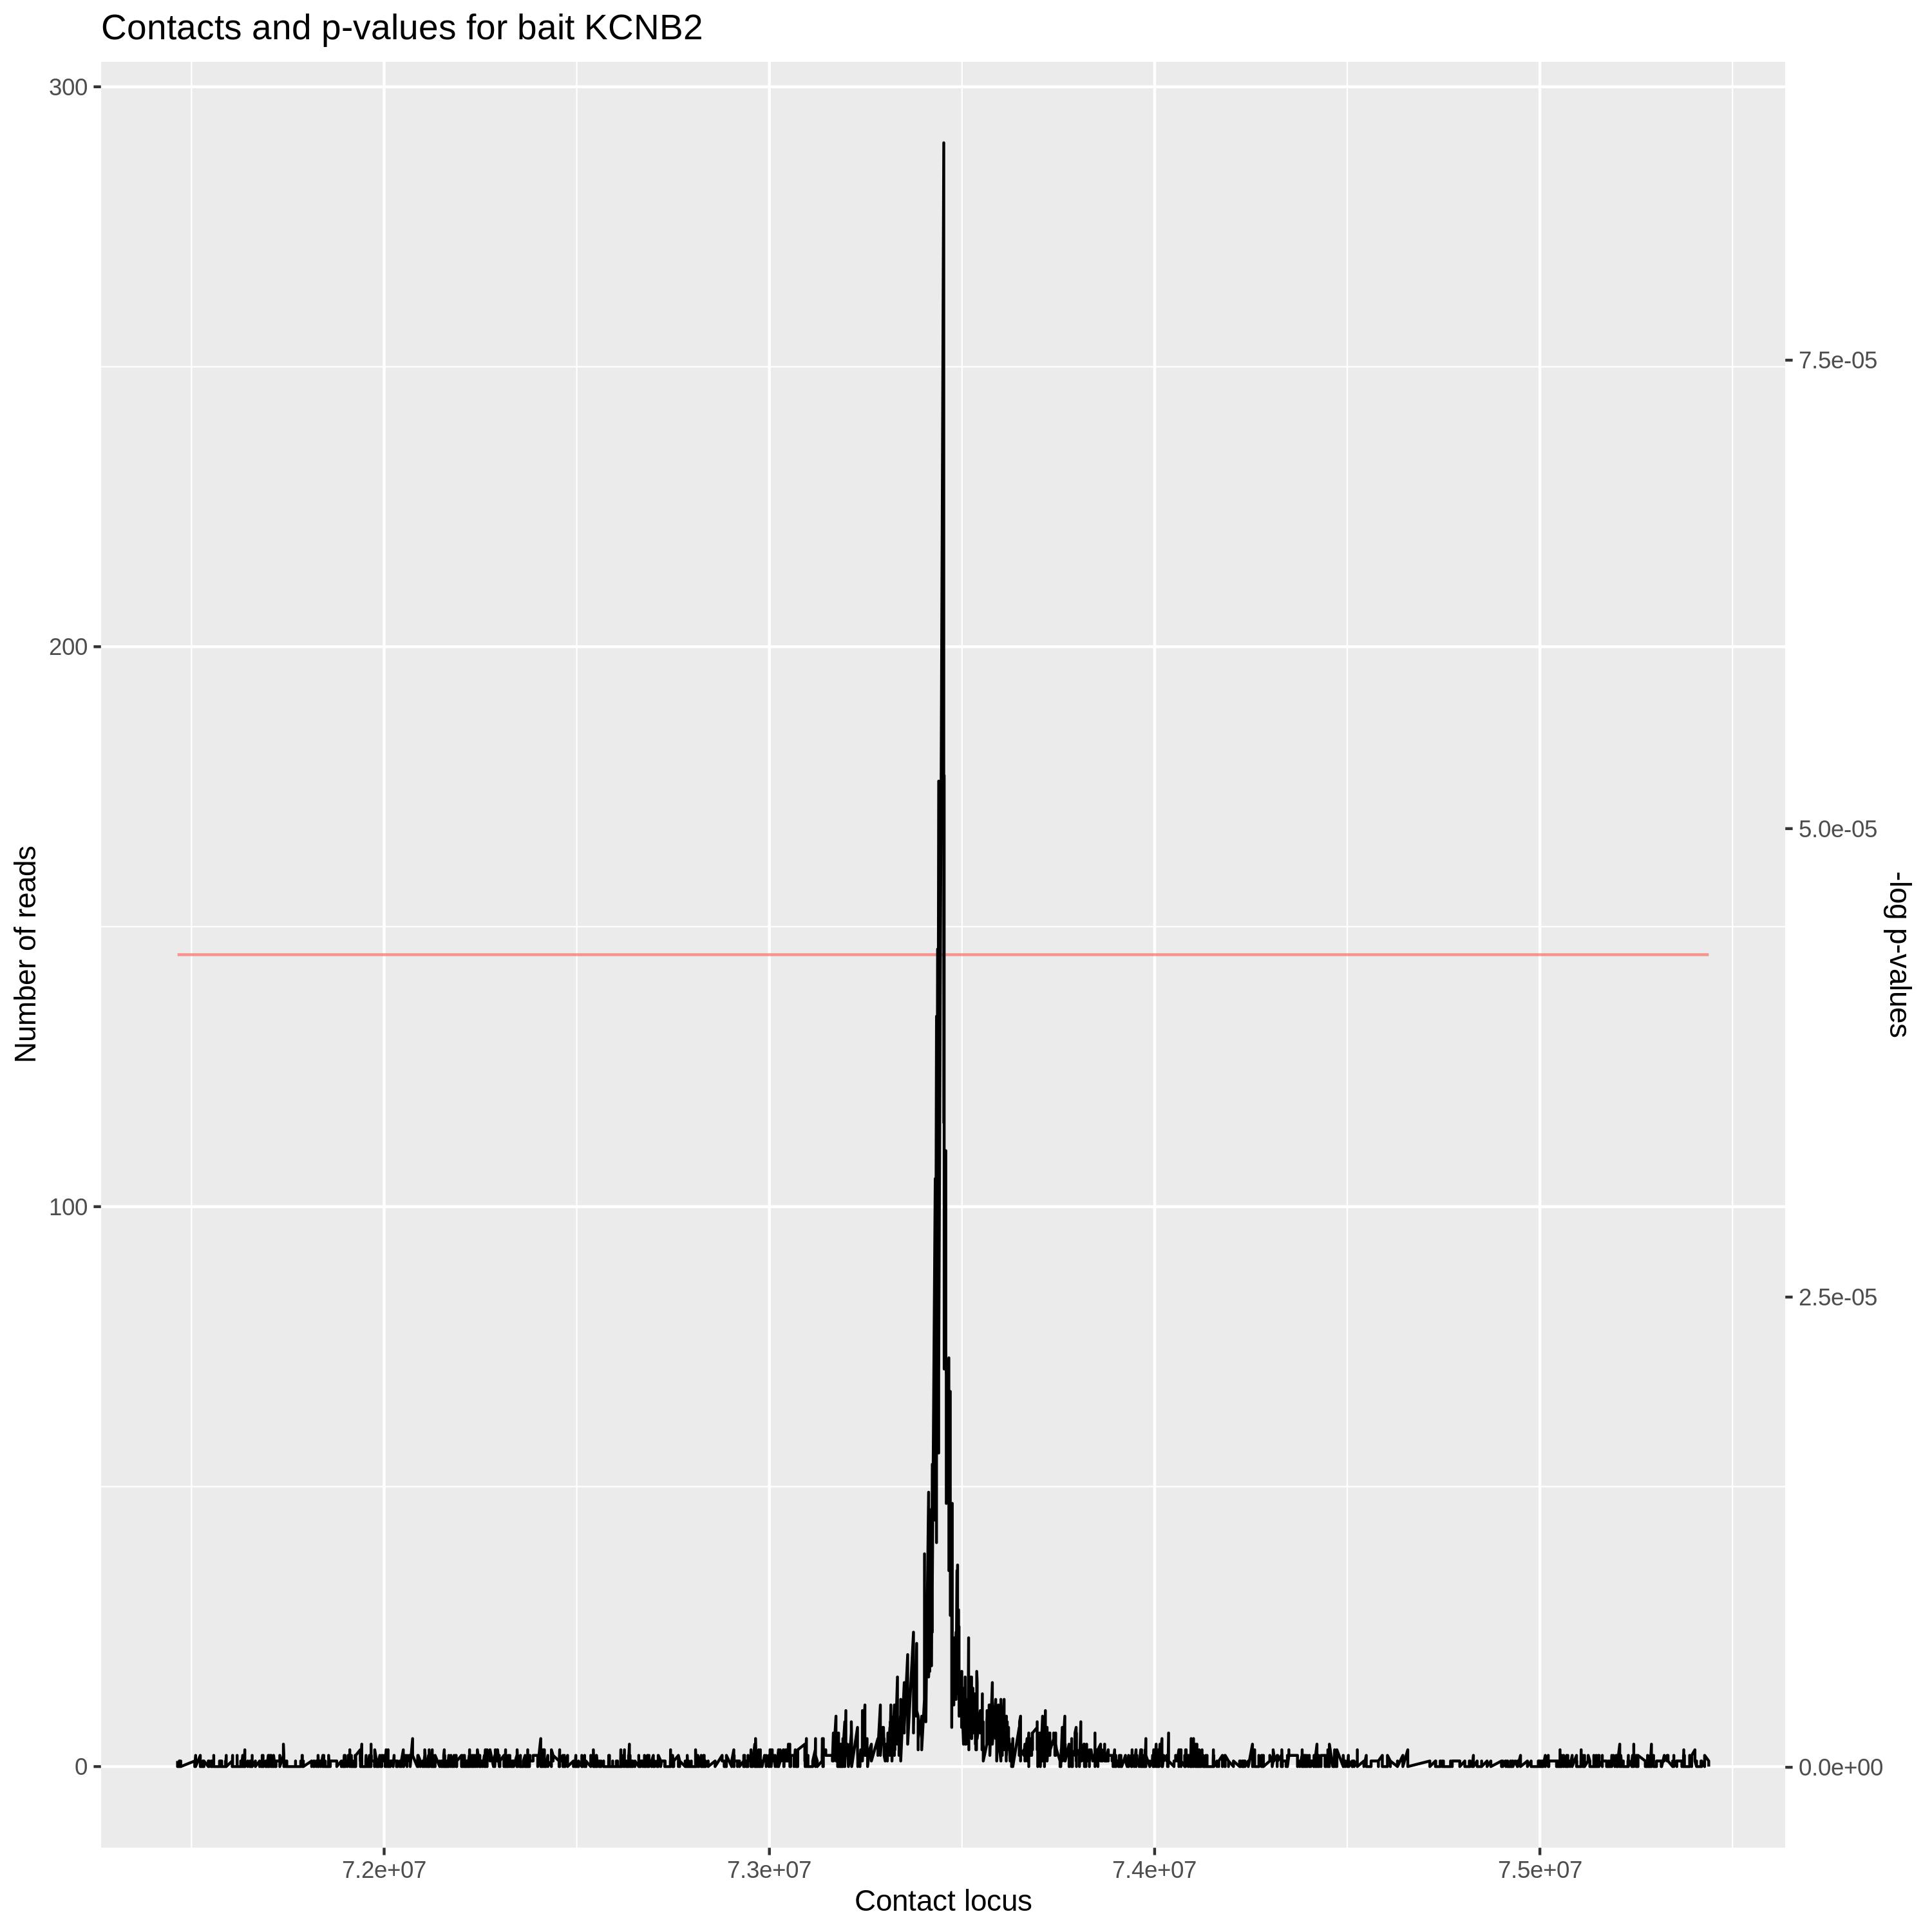 Contacts and p-values for bait KCNB2
300
200
100
0
Number of reads
7.5e-05
5.0e-05
2.5e-05
0.0e+00
-log p-values
7.2e+07
7.3e+07
7.4e+07
7.5e+07
Contact locus